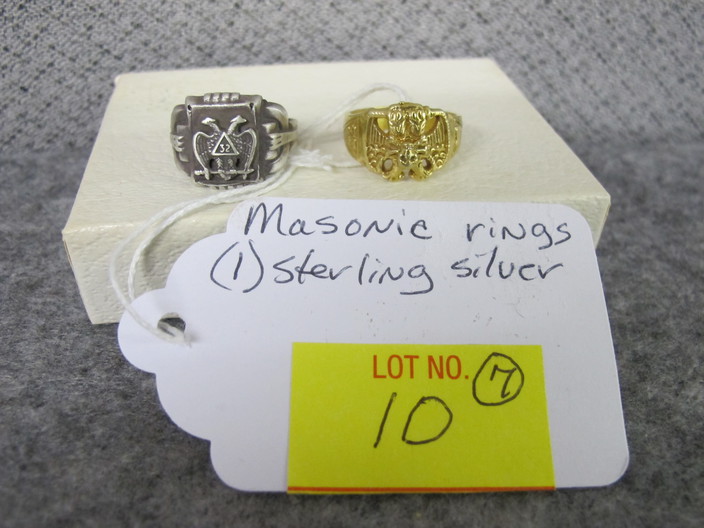 32
Masonic rings
(1) Sterling silver
LOT NO. 7
10